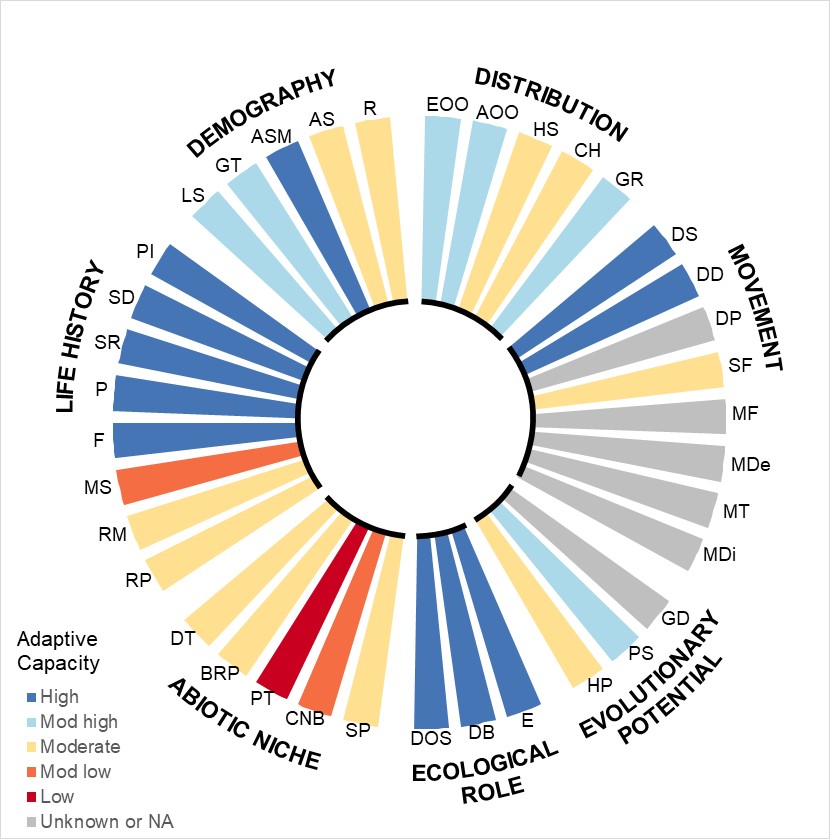 DEMOGRAPHY
R
AS
ASM
GT
LS
DISTRIBUTION
EOO
AOO
HS
CH
GR
MOVEMENT
DS
DD
DP
SF
MF
MDe
MT
MDi
EVOLUTIONARY
POTENTIAL
GD
PS
HP
ECOLOGICAL
ROLE
E
DB
DOS
ABIOTIC NICHE
SP
CNB
PT
BRP
DT
LIFE HISTORY
RP
RM
MS
F
P
SR
SD
PI
Adaptive
Capacity
High
Mod high
Moderate
Mod low
Low
Unknown or NA